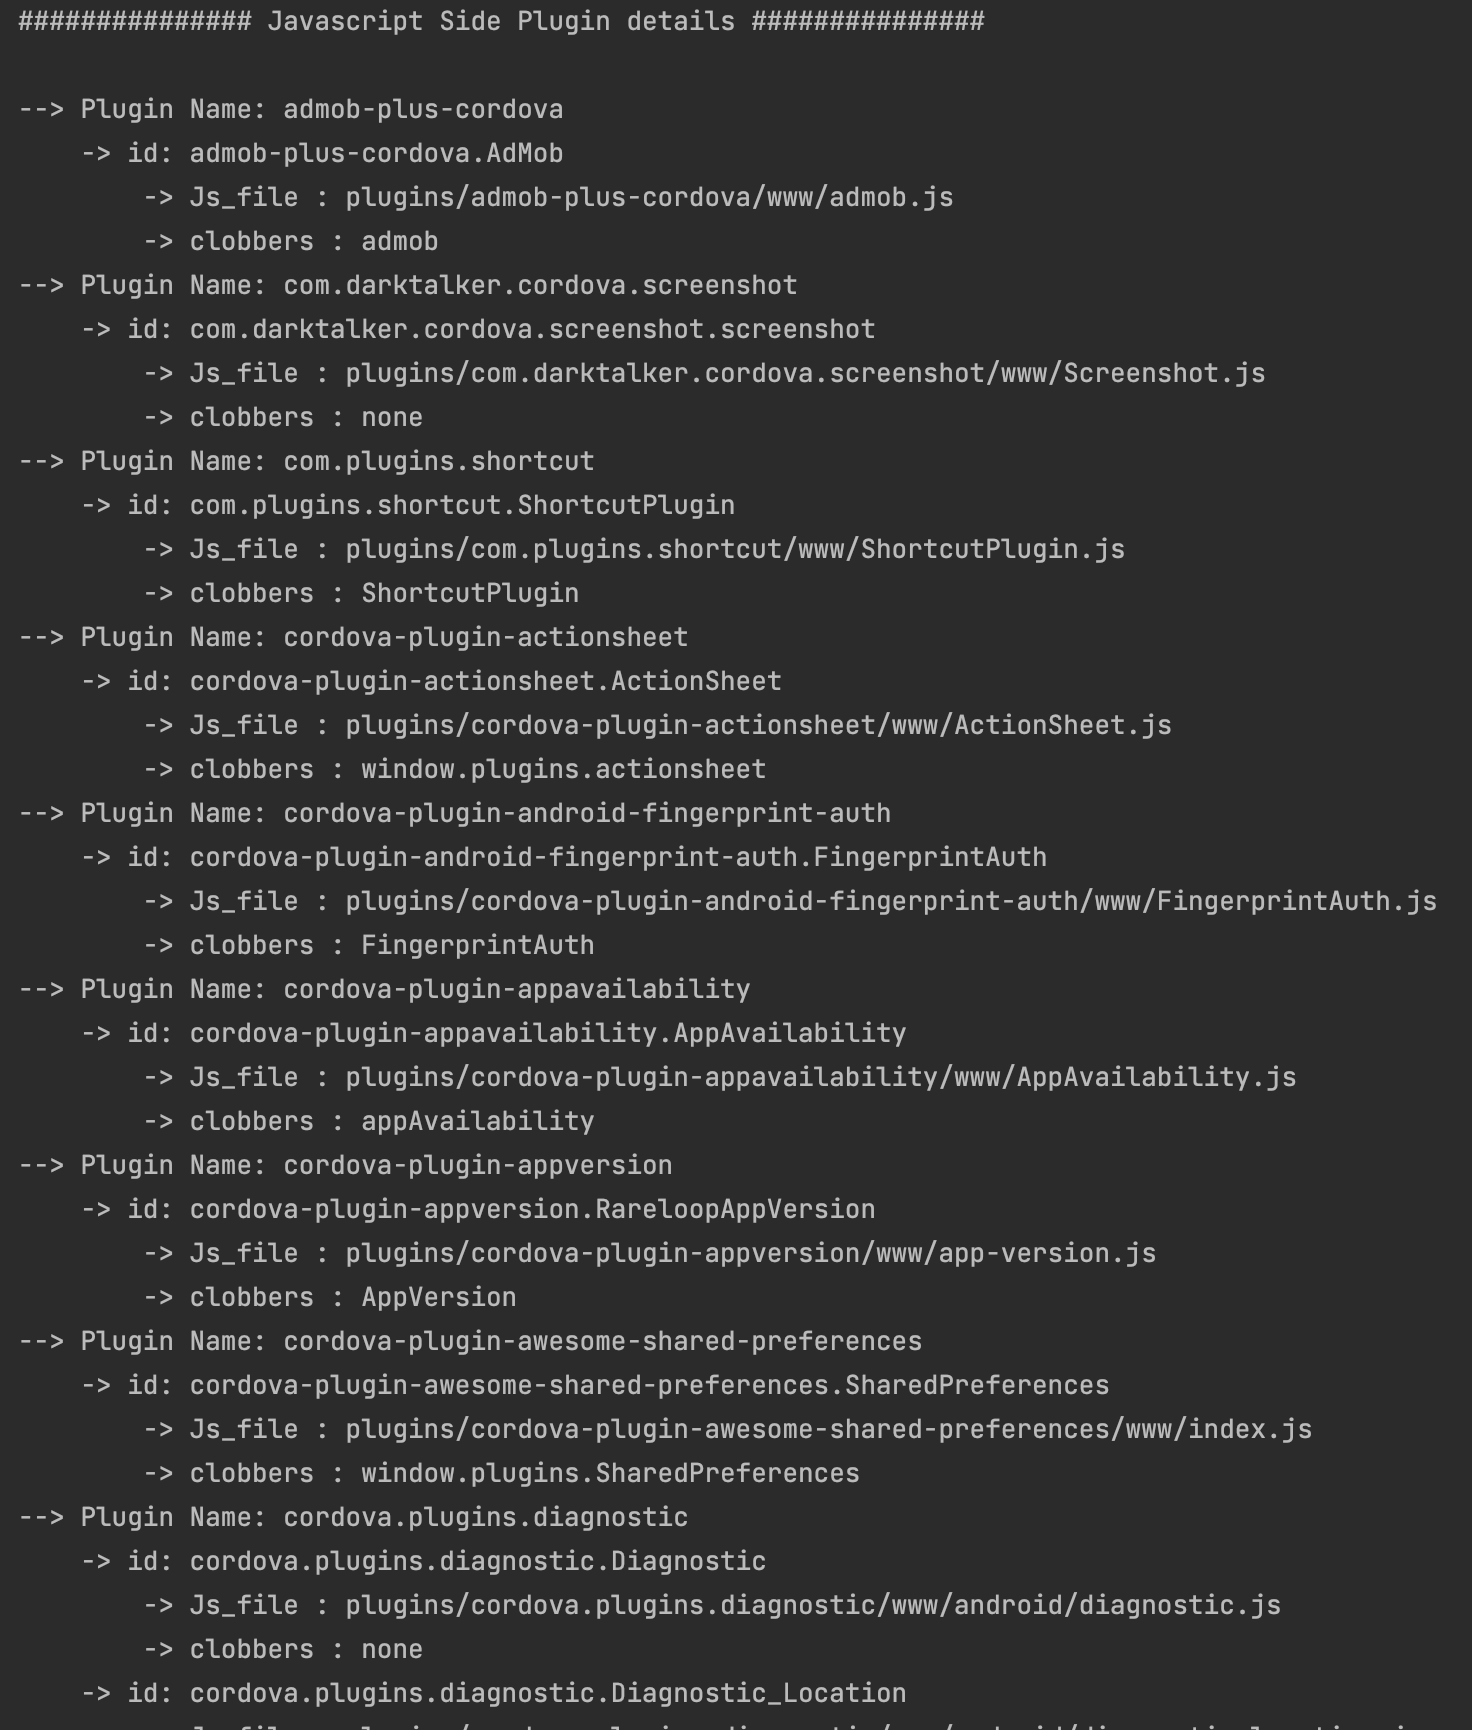 ############### Javascript Side Plugin details ###############
--> Plugin Name: admob-plus-cordova
-> id: admob-plus-cordova.AdMob
-> Js_file : plugins/admob-plus-cordova/www/admob.js
-> clobbers : admob
--> Plugin Name: com.darktalker.cordova.screenshot
-> id: com.darktalker.cordova.screenshot.screenshot
-> Js_file : plugins/com.darktalker.cordova.screenshot/www/Screenshot.js
-> clobbers : none
--> Plugin Name: com.plugins.shortcut
-> id: com.plugins.shortcut.ShortcutPlugin
-> Js_file : plugins/com.plugins.shortcut/www/ShortcutPlugin.js
-> clobbers : ShortcutPlugin
--> Plugin Name: cordova-plugin-actionsheet
-> id: cordova-plugin-actionsheet.ActionSheet
-> Js_file : plugins/cordova-plugin-actionsheet/www/ActionSheet.js
-> clobbers : window.plugins.actionsheet
--> Plugin Name: cordova-plugin-android-fingerprint-auth
-> id: cordova-plugin-android-fingerprint-auth.FingerprintAuth
-> Js_file : plugins/cordova-plugin-android-fingerprint-auth/www/FingerprintAuth.js
-> clobbers : FingerprintAuth
--> Plugin Name: cordova-plugin-appavailability
-> id: cordova-plugin-appavailability.AppAvailability
-> Js_file : plugins/cordova-plugin-appavailability/www/AppAvailability.js
-> clobbers : appAvailability
--> Plugin Name: cordova-plugin-appversion
-> id: cordova-plugin-appversion.RareloopAppVersion
-> Js_file : plugins/cordova-plugin-appversion/www/app-version.js
-> clobbers : AppVersion
--> Plugin Name: cordova-plugin-awesome-shared-preferences
-> id: cordova-plugin-awesome-shared-preferences.SharedPreferences
-> Js_file : plugins/cordova-plugin-awesome-shared-preferences/www/index.js
-> clobbers : window.plugins.SharedPreferences
--> Plugin Name: cordova.plugins.diagnostic
-> id: cordova.plugins.diagnostic.Diagnostic
-> Js_file : plugins/cordova.plugins.diagnostic/www/android/diagnostic.js
-> clobbers : none
-> id: cordova.plugins.diagnostic.Diagnostic_Location